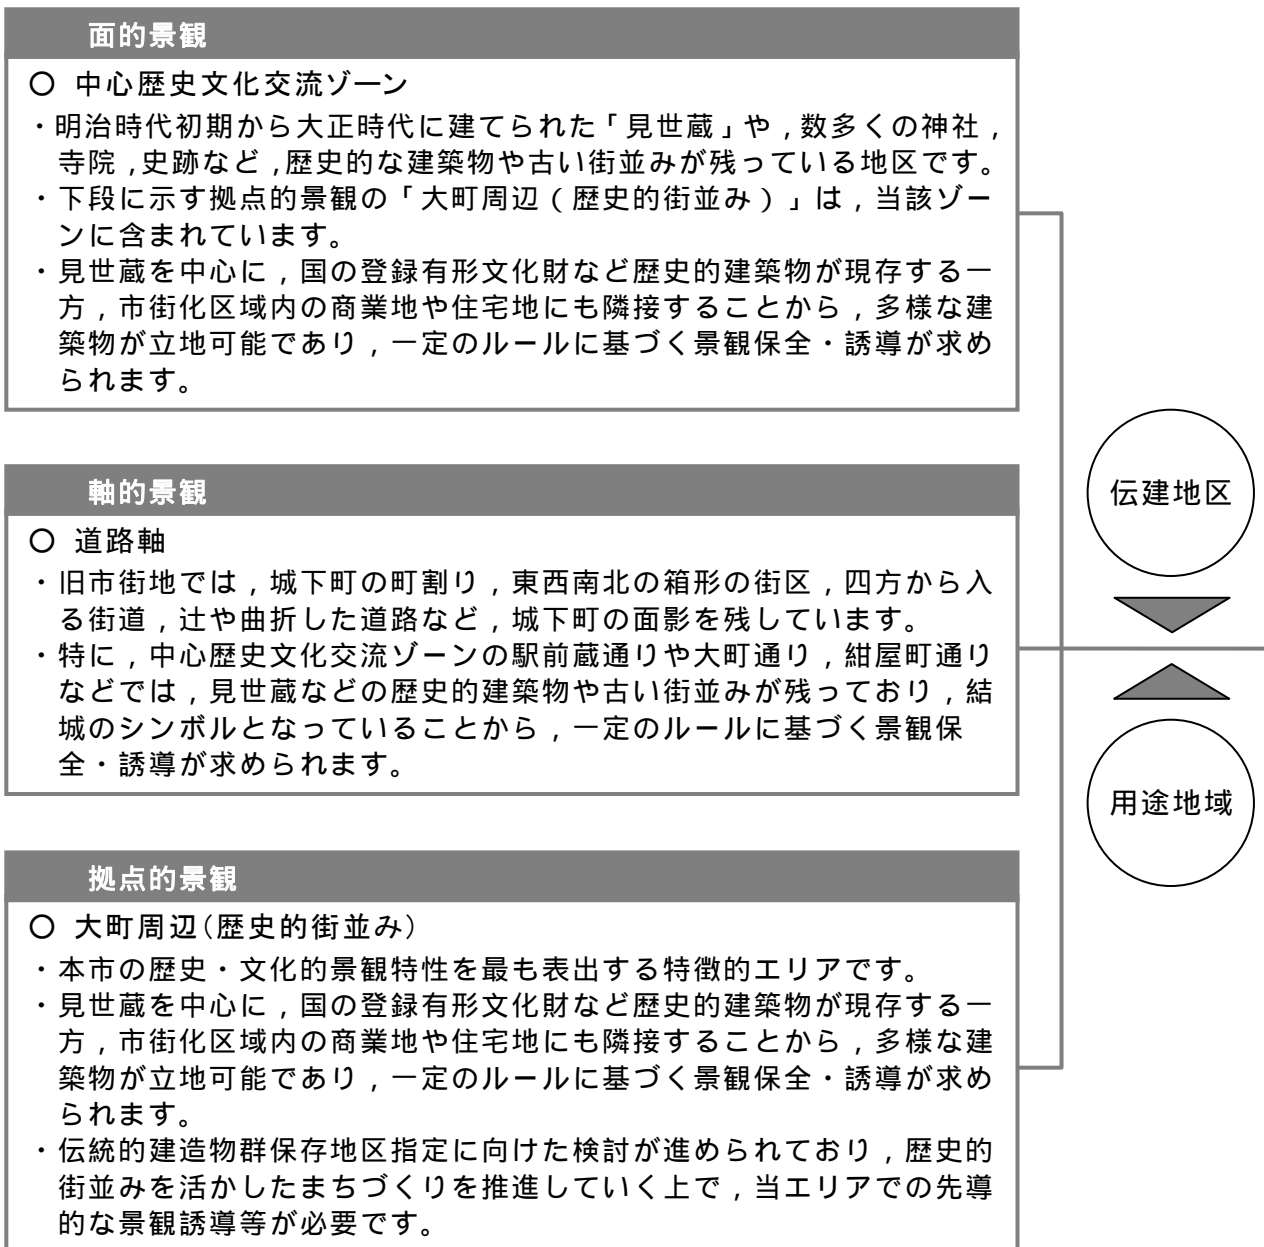 面的景観
○ 中心歴史文化交流ゾーン
・明治時代初期から大正時代に建てられた「見世蔵」や，数多くの神社，
寺院，史跡など，歴史的な建築物や古い街並みが残っている地区です。
・下段に示す拠点的景観の「大町周辺（歴史的街並み）」は，当該ゾー
ンに含まれています。
・見世蔵を中心に，国の登録有形文化財など歴史的建築物が現存する一
方，市街化区域内の商業地や住宅地にも隣接することから，多様な建
築物が立地可能であり，一定のルールに基づく景観保全・誘導が求め
られます。
軸的景観
○ 道路軸
・旧市街地では，城下町の町割り，東西南北の箱形の街区，四方から入
る街道，辻や曲折した道路など，城下町の面影を残しています。
・特に，中心歴史文化交流ゾーンの駅前蔵通りや大町通り，紺屋町通り
などでは，見世蔵などの歴史的建築物や古い街並みが残っており，結
城のシンボルとなっていることから，一定のルールに基づく景観保
全・誘導が求められます。
拠点的景観
○ 大町周辺（歴史的街並み）
・本市の歴史・文化的景観特性を最も表出する特徴的エリアです。
・見世蔵を中心に，国の登録有形文化財など歴史的建築物が現存する一
方，市街化区域内の商業地や住宅地にも隣接することから，多様な建
築物が立地可能であり，一定のルールに基づく景観保全・誘導が求め
られます。
・伝統的建造物群保存地区指定に向けた検討が進められており，歴史的
街並みを活かしたまちづくりを推進していく上で，当エリアでの先導
的な景観誘導等が必要です。
伝建地区
用途地域